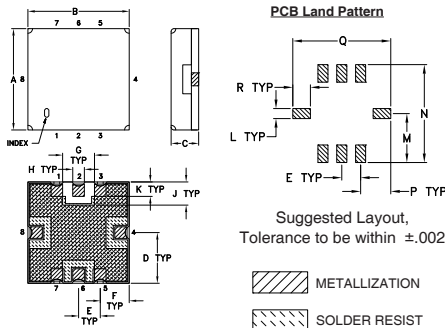 PCB Land Pattern
B
7 6 5
A 8 4
INDEX
1 2 3
C
Q
R TYP
L TYP
N
M
E TYP
P TYP
G
TYP
H TYP
1 2 3
K TYP
J TYP
8 4
D TYP
7 6 5
F TYP
E
TYP
Suggested Layout,
Tolerance to be within ±.002
METALLIZATION
SOLDER RESIST